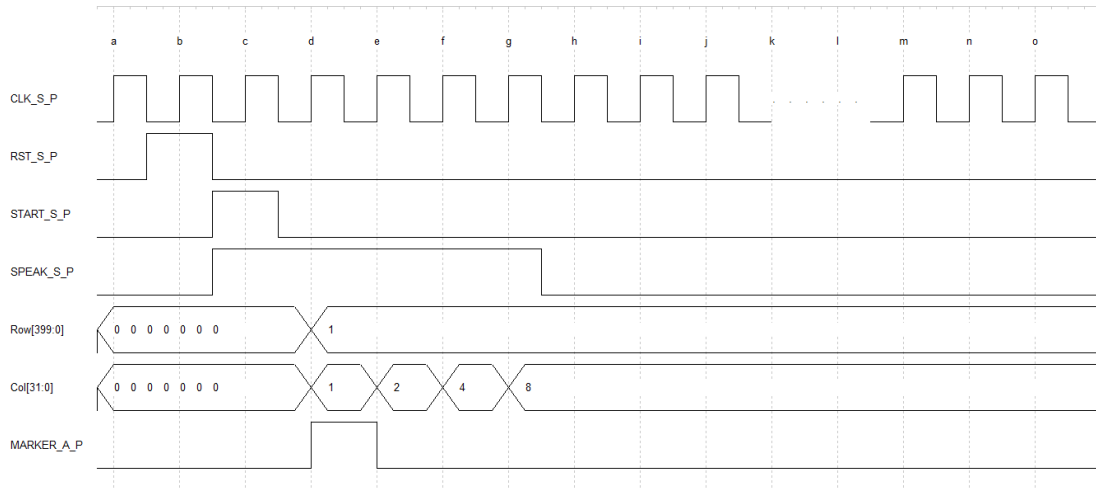 a b c d e f g h i j k l m n o
CLK_S_P
RST_S_P
START_S_P
SPEAK_S_P
Row[399:0] 0 0 0 0 0 0 0 1
Col[31:0] 0 0 0 0 0 0 0 1 2 4 8
MARKER_A_P